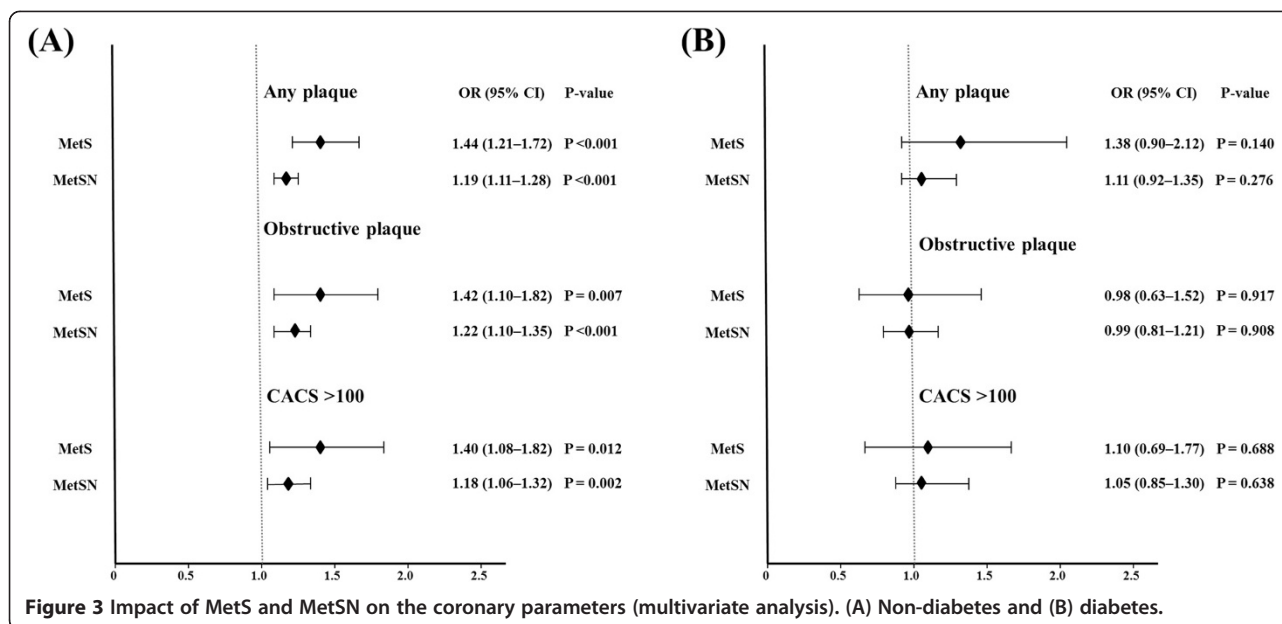 (A)
Any plaque OR (95% CI) P-value
MetS 1.44 (1.21–1.72) P <0.001
MetSN 1.19 (1.11–1.28) P <0.001
Obstructive plaque
MetS 1.42 (1.10–1.82) P = 0.007
MetSN 1.22 (1.10–1.35) P <0.001
CACS >100
MetS 1.40 (1.08–1.82) P = 0.012
MetSN 1.18 (1.06–1.32) P = 0.002
0 0.5 1.0 1.5 2.0 2.5
(B)
Any plaque OR (95% CI) P-value
MetS 1.38 (0.90–2.12) P = 0.140
MetSN 1.11 (0.92–1.35) P = 0.276
Obstructive plaque
MetS 0.98 (0.63–1.52) P = 0.917
MetSN 0.99 (0.81–1.21) P = 0.908
CACS >100
MetS 1.10 (0.69–1.77) P = 0.688
MetSN 1.05 (0.85–1.30) P = 0.638
0 0.5 1.0 1.5 2.0 2.5
Figure 3 Impact of MetS and MetSN on the coronary parameters (multivariate analysis). (A) Non-diabetes and (B) diabetes.